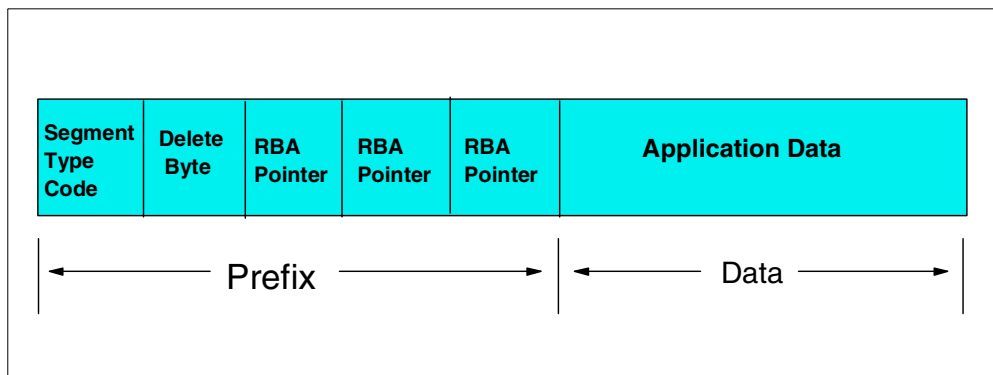 Segment
Type
Code
Delete
Byte
RBA
Pointer
RBA
Pointer
RBA
Pointer
Application Data
Prefix
Data